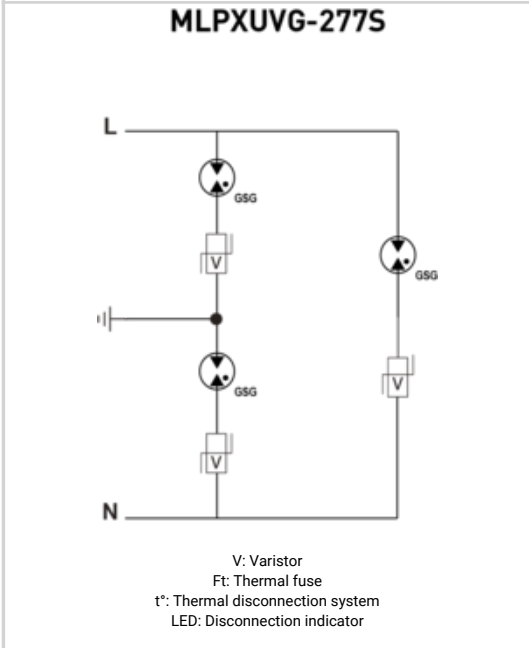 MLPXUVG-277S
L
GSG
V
GSG
GSG
V
V
N
V: Varistor
Ft: Thermal fuse
t°: Thermal disconnection system
LED: Disconnection indicator